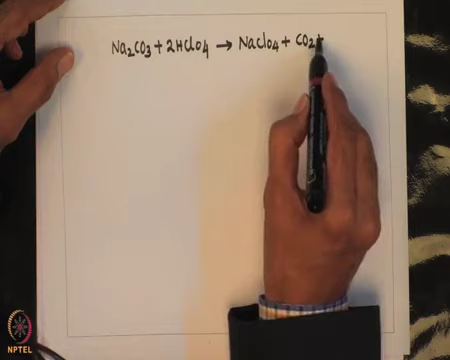 Na2CO3 + 2HClO4 → NaClO4 + CO2+
NPTEL